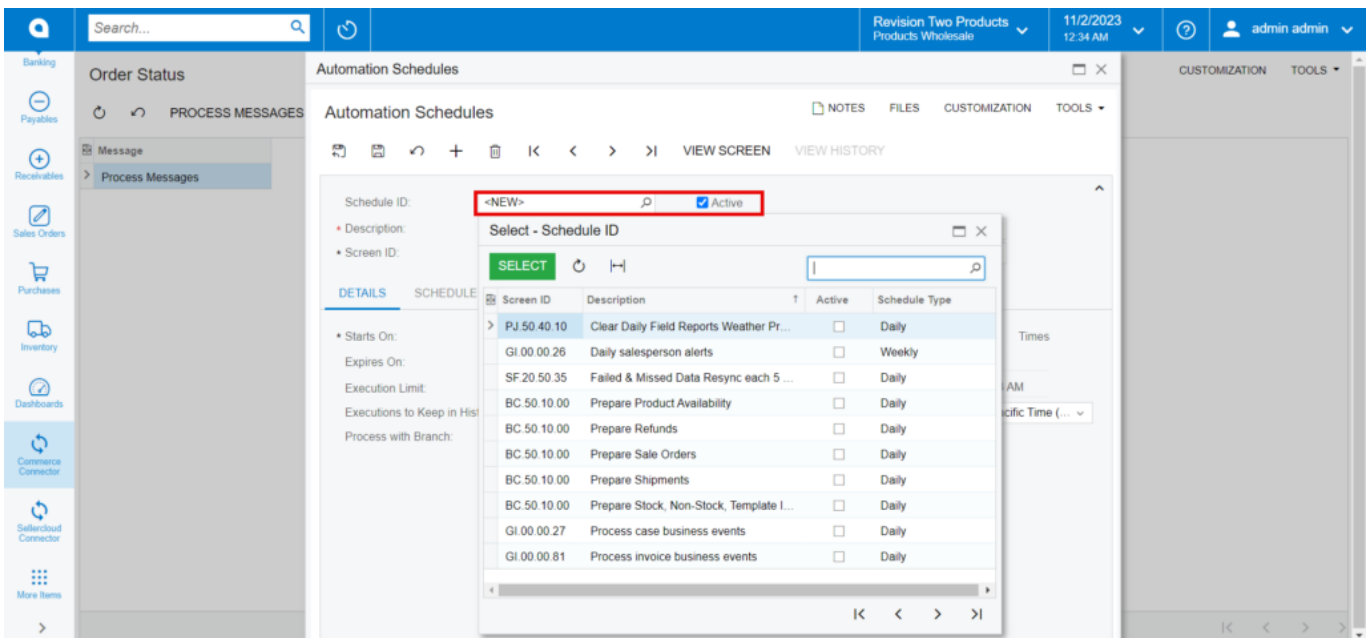 Search...
Revision Two Products
Products Wholesale
11/2/2023
12:34 AM
admin admin
Banking
Payables
Receivables
Sales Orders
Purchases
Inventory
Dashboards
Commerce
Connector
Sellercloud
Connector
More Items
Order Status
PROCESS MESSAGES
Message
Process Messages
CUSTOMIZATION TOOLS
Automation Schedules
Automation Schedules
NOTES FILES CUSTOMIZATION TOOLS
VIEW SCREEN VIEW HISTORY
Schedule ID: <NEW> Active
* Description:
* Screen ID:
DETAILS SCHEDULE
* Starts On:
Expires On:
Execution Limit:
Executions to Keep in Hist
Process with Branch:
Times
AM
cific Time (...
Select - Schedule ID
SELECT
Screen ID Description Active Schedule Type
PJ.50.40.10 Clear Daily Field Reports Weather Pr... Daily
GI.00.00.26 Daily salesperson alerts Weekly
SF.20.50.35 Failed & Missed Data Resync each 5 ... Daily
BC.50.10.00 Prepare Product Availability Daily
BC.50.10.00 Prepare Refunds Daily
BC.50.10.00 Prepare Sale Orders Daily
BC.50.10.00 Prepare Shipments Daily
BC.50.10.00 Prepare Stock, Non-Stock, Template I... Daily
GI.00.00.27 Process case business events Daily
GI.00.00.81 Process invoice business events Daily